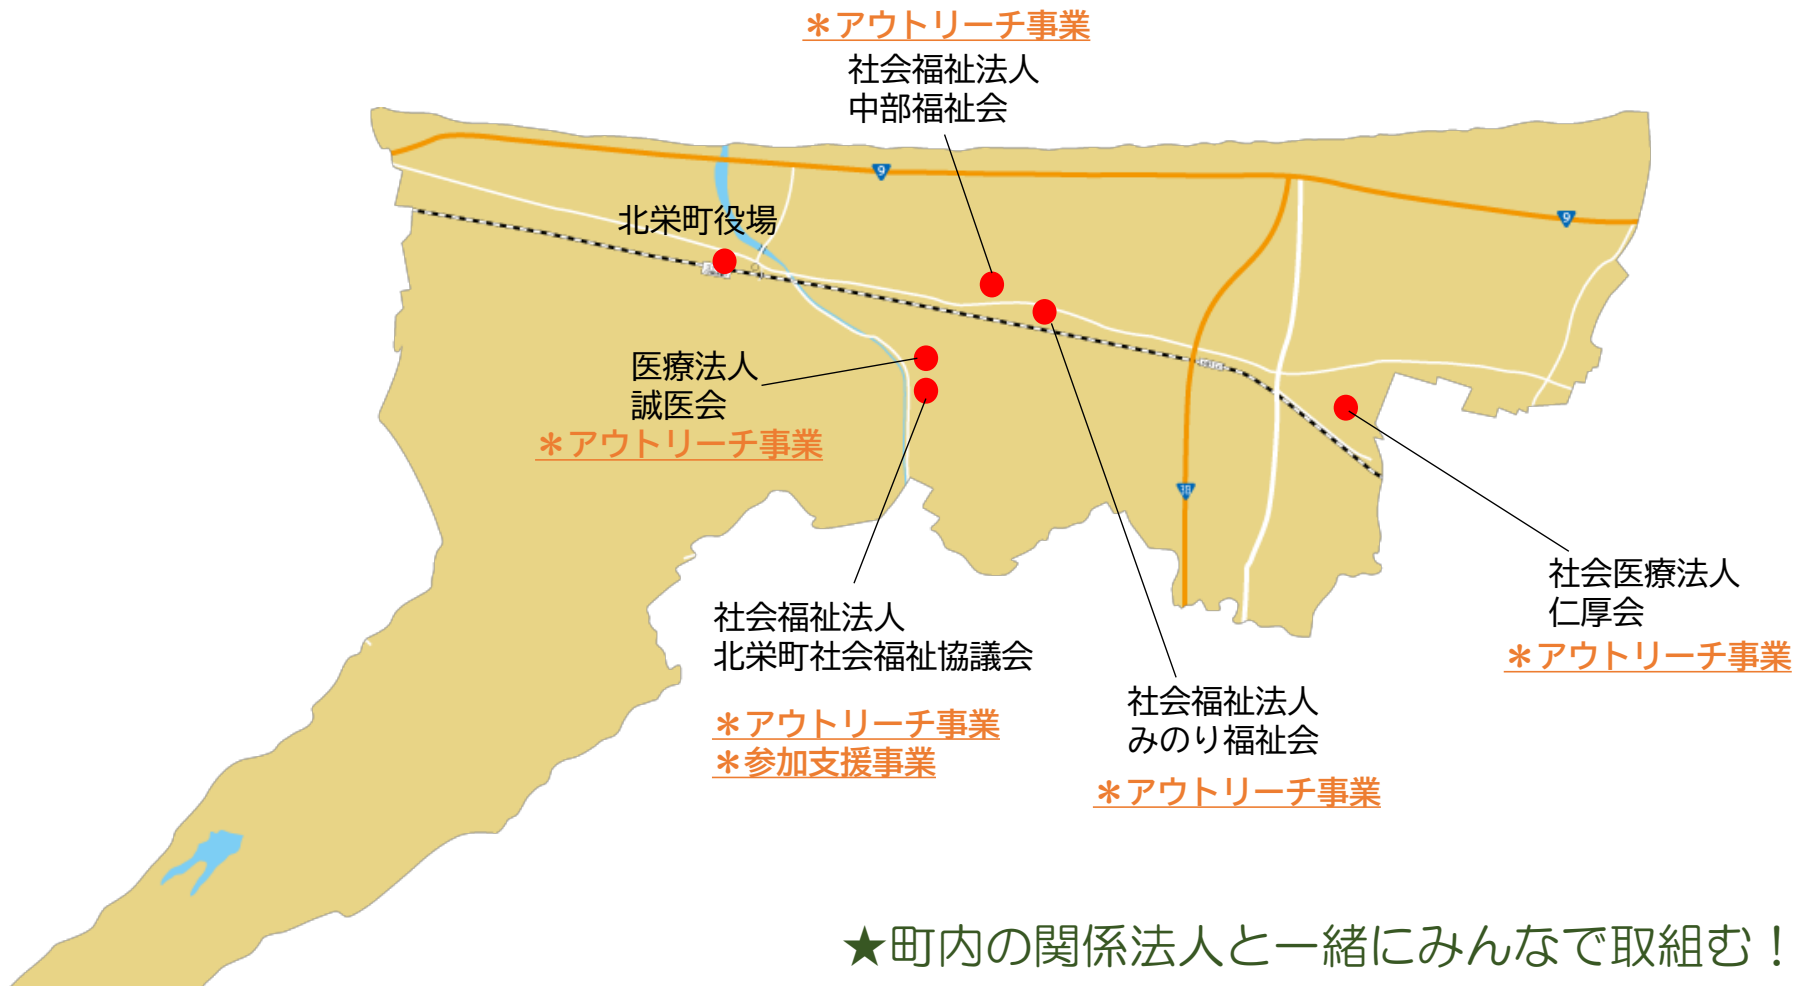 ＊アウトリーチ事業
社会福祉法人
中部福祉会
9
9
北栄町役場
医療法人
誠医会
＊アウトリーチ事業
社会福祉法人
北栄町社会福祉協議会
＊アウトリーチ事業
＊参加支援事業
社会福祉法人
みのり福祉会
＊アウトリーチ事業
社会医療法人
仁厚会
＊アウトリーチ事業
★町内の関係法人と一緒にみんなで取組む！